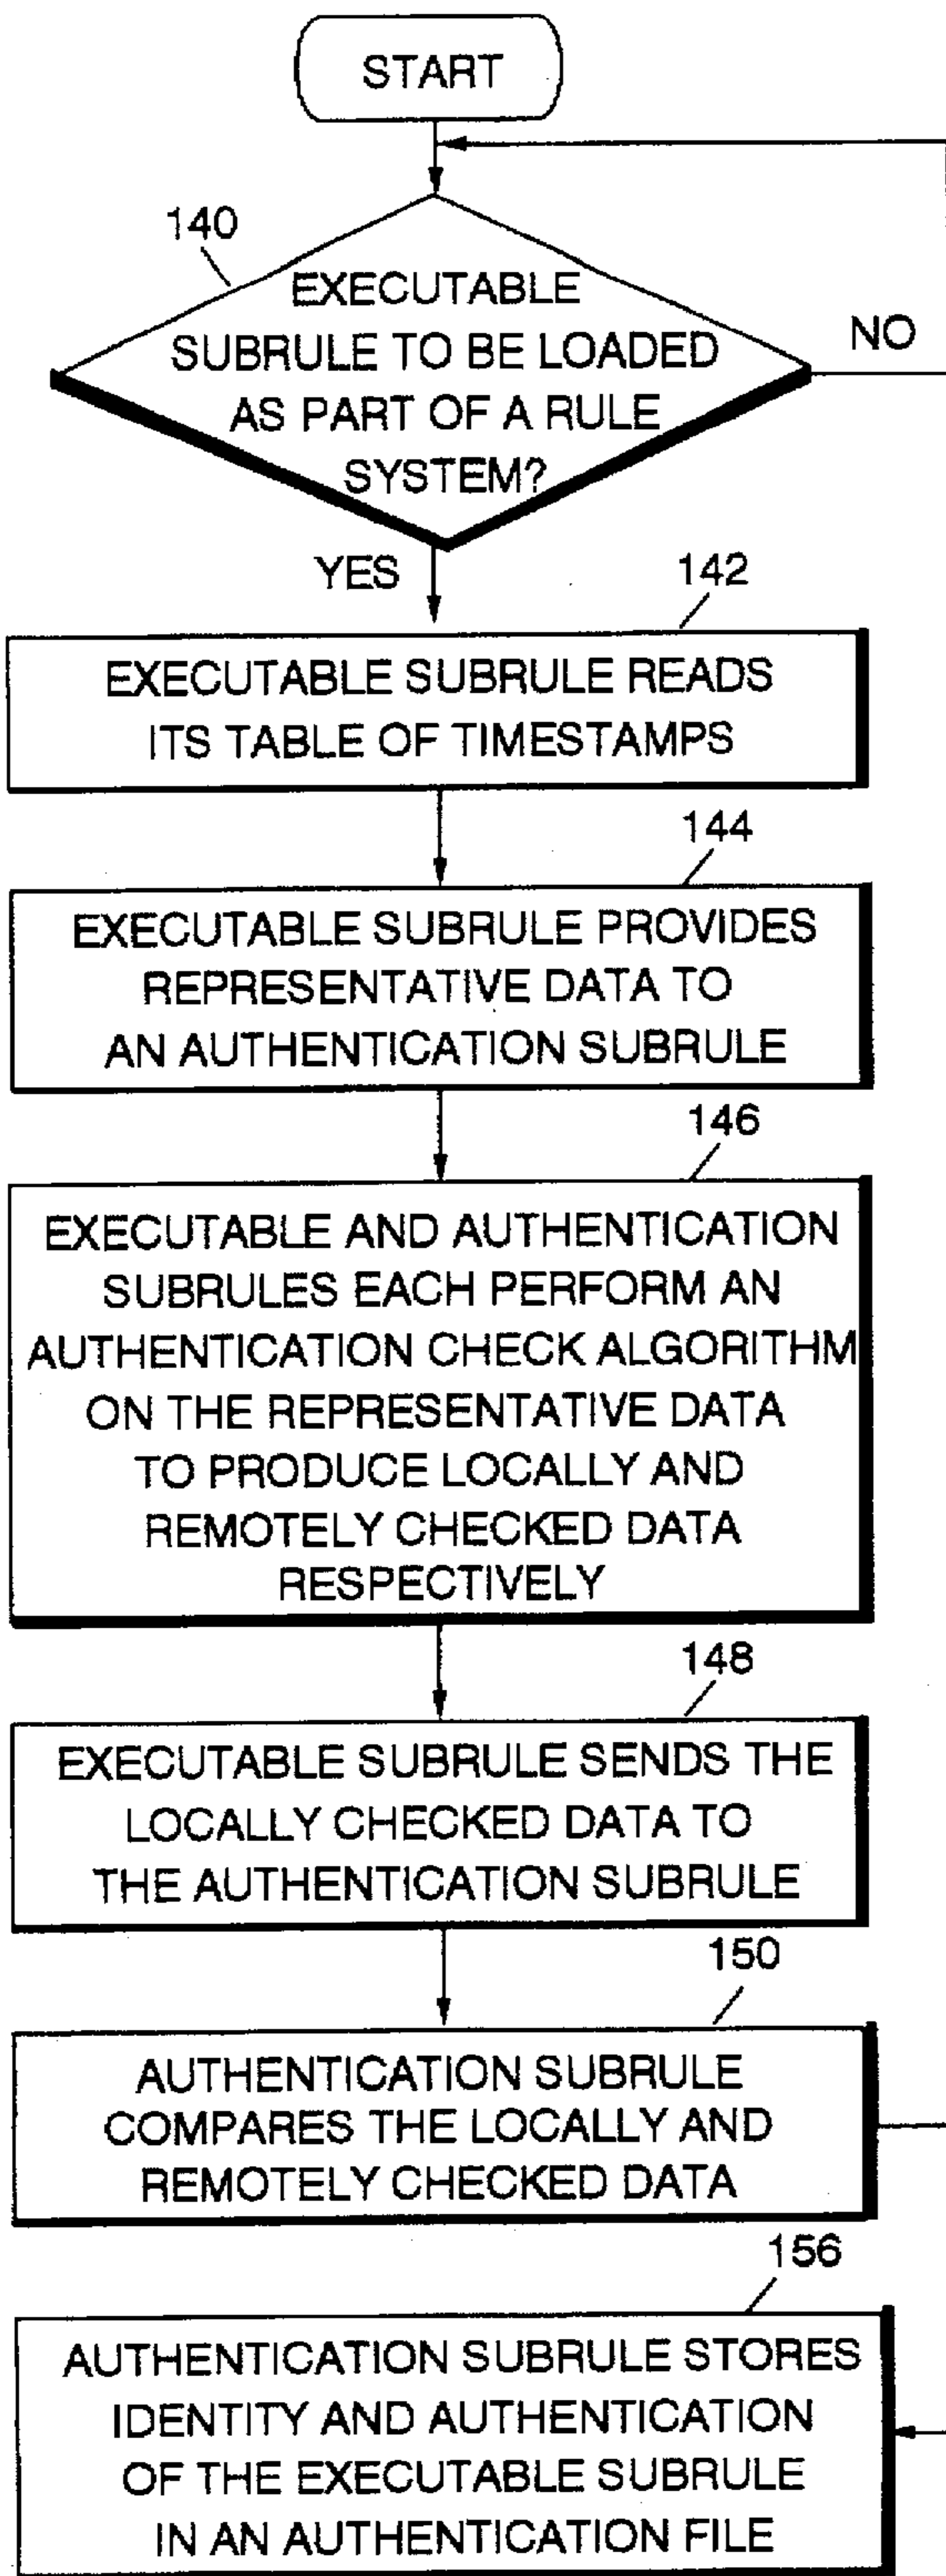 START
140
EXECUTABLE
SUBRULE TO BE LOADED
AS PART OF A RULE
SYSTEM?
NO
YES
142
EXECUTABLE SUBRULE READS
ITS TABLE OF TIMESTAMPS
144
EXECUTABLE SUBRULE PROVIDES
REPRESENTATIVE DATA TO
AN AUTHENTICATION SUBRULE
146
EXECUTABLE AND AUTHENTICATION
SUBRULES EACH PERFORM AN
AUTHENTICATION CHECK ALGORITHM
ON THE REPRESENTATIVE DATA
TO PRODUCE LOCALLY AND
REMOTELY CHECKED DATA
RESPECTIVELY
148
EXECUTABLE SUBRULE SENDS THE
LOCALLY CHECKED DATA TO
THE AUTHENTICATION SUBRULE
150
AUTHENTICATION SUBRULE
COMPARES THE LOCALLY AND
REMOTELY CHECKED DATA
156
AUTHENTICATION SUBRULE STORES
IDENTITY AND AUTHENTICATION
OF THE EXECUTABLE SUBRULE
IN AN AUTHENTICATION FILE